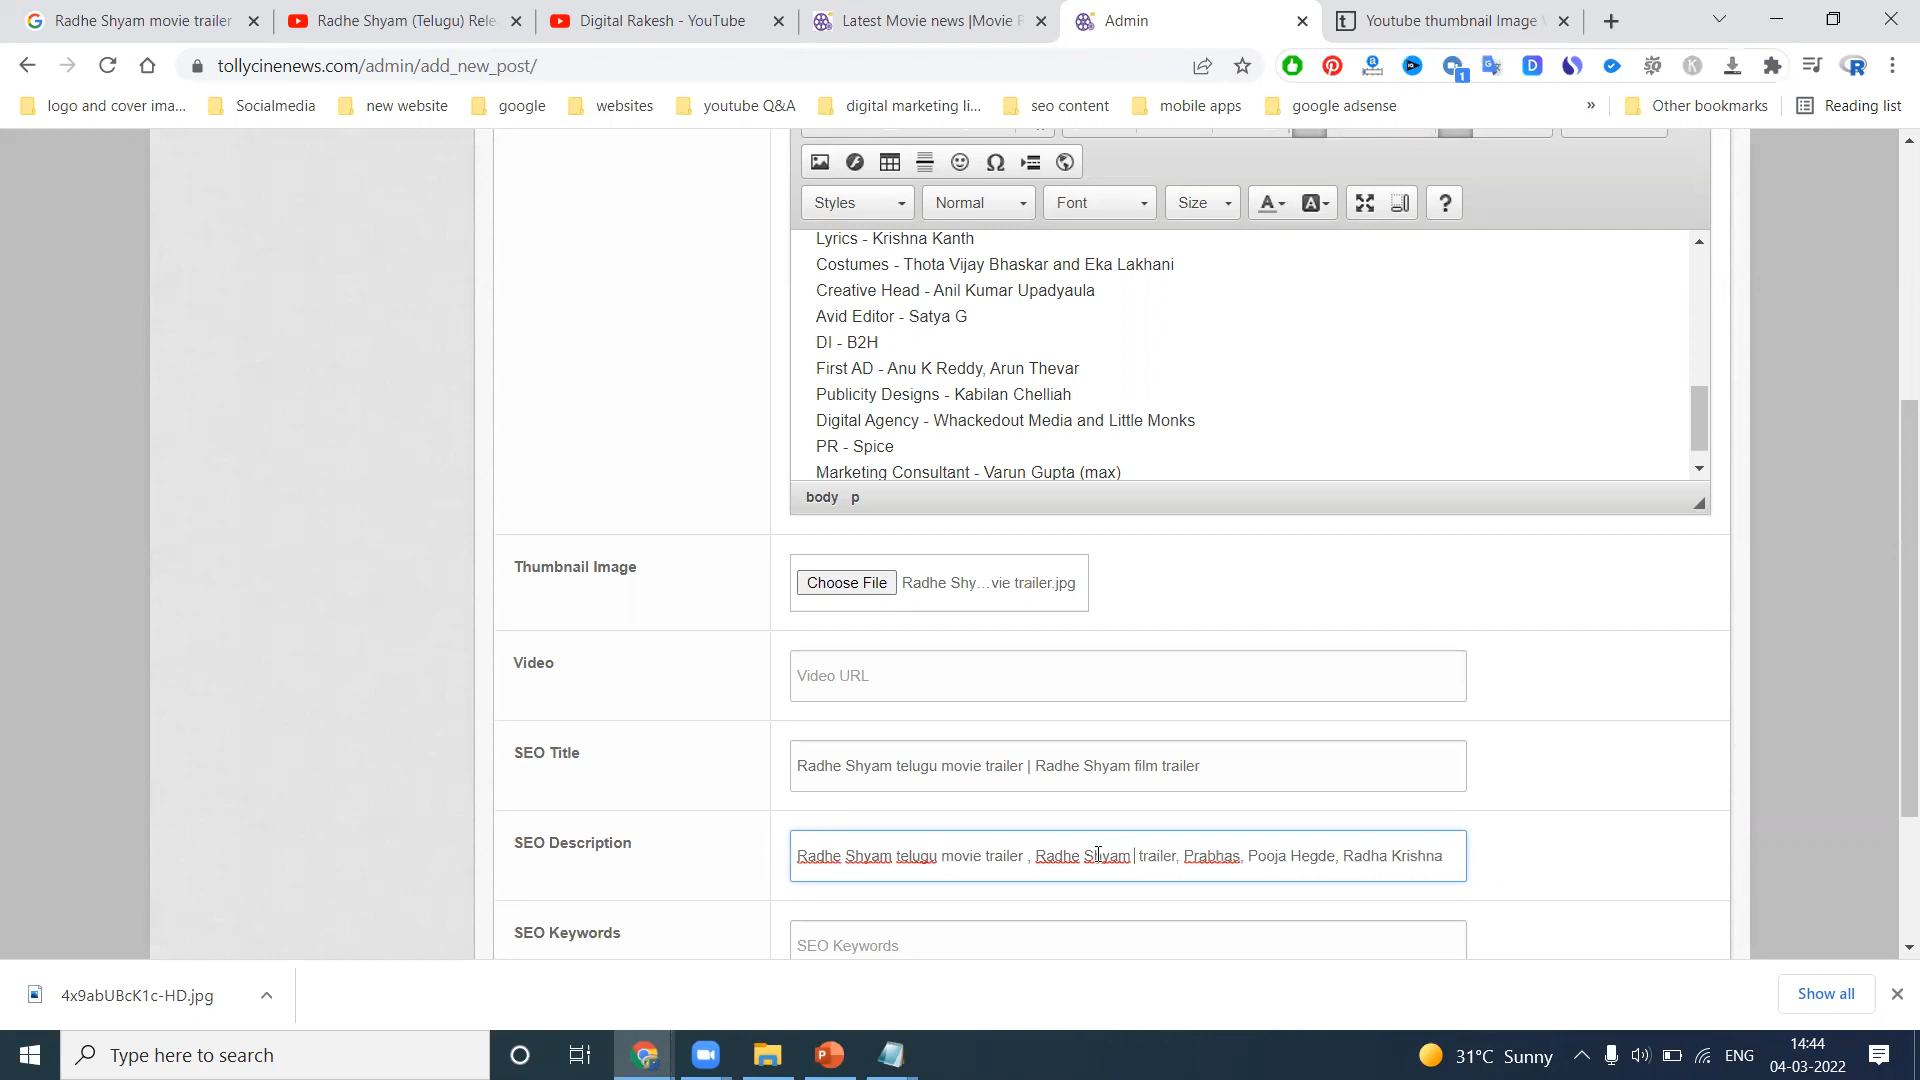 Radhe Shyam movie trailer
Radhe Shyam (Telugu) Rele
Digital Rakesh - YouTube
Latest Movie news |Movie R
Admin
Youtube thumbnail Image
tollycinenews.com/admin/add_new_post/
logo and cover ima...
Socialmedia
new website
google
websites
youtube Q&A
digital marketing li...
seo content
mobile apps
google adsense
»
Other bookmarks
Reading list
Styles
Normal
Font
Size
Lyrics - Krishna Kanth
Costumes - Thota Vijay Bhaskar and Eka Lakhani
Creative Head - Anil Kumar Upadyaula
Avid Editor - Satya G
DI - B2H
First AD - Anu K Reddy, Arun Thevar
Publicity Designs - Kabilan Chelliah
Digital Agency - Whackedout Media and Little Monks
PR - Spice
Marketing Consultant - Varun Gupta (max)
body p
Thumbnail Image
Choose File Radhe Shy...vie trailer.jpg
Video
Video URL
SEO Title
Radhe Shyam telugu movie trailer | Radhe Shyam film trailer
SEO Description
Radhe Shyam telugu movie trailer , Radhe Shyam trailer, Prabhas, Pooja Hegde, Radha Krishna
SEO Keywords
SEO Keywords
4x9abUBcK1c-HD.jpg
Show all
Type here to search
31°C Sunny
ENG
14:44
04-03-2022